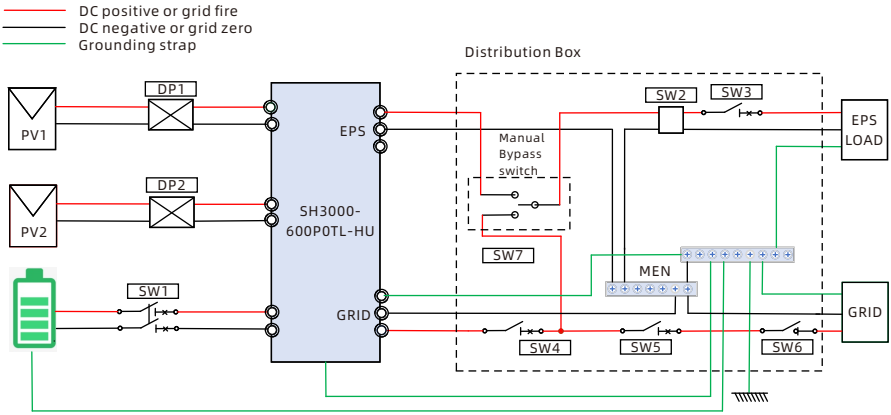 DC positive or grid fire
DC negative or grid zero
Grounding strap
Distribution Box
DP1
SW2
SW3
PV1
EPS
EPS
LOAD
Manual
Bypass
switch
DP2
SH3000-
600P0TL-HU
PV2
SW7
MEN
SW1
GRID
GRID
SW4
SW5
SW6